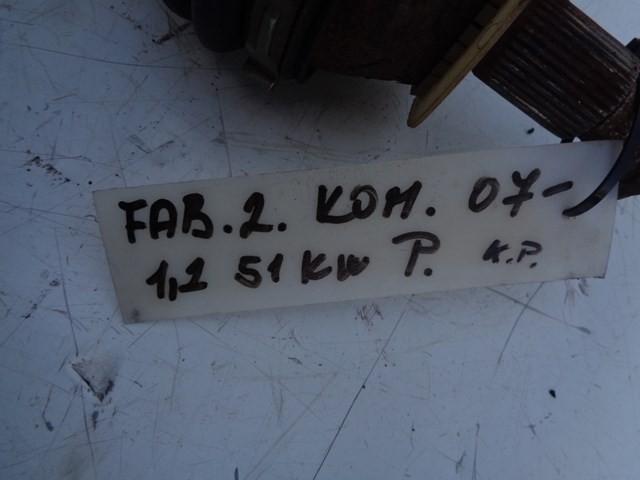 FAB. 2. KOM. 07-
1,2 51 KW P. K.P.